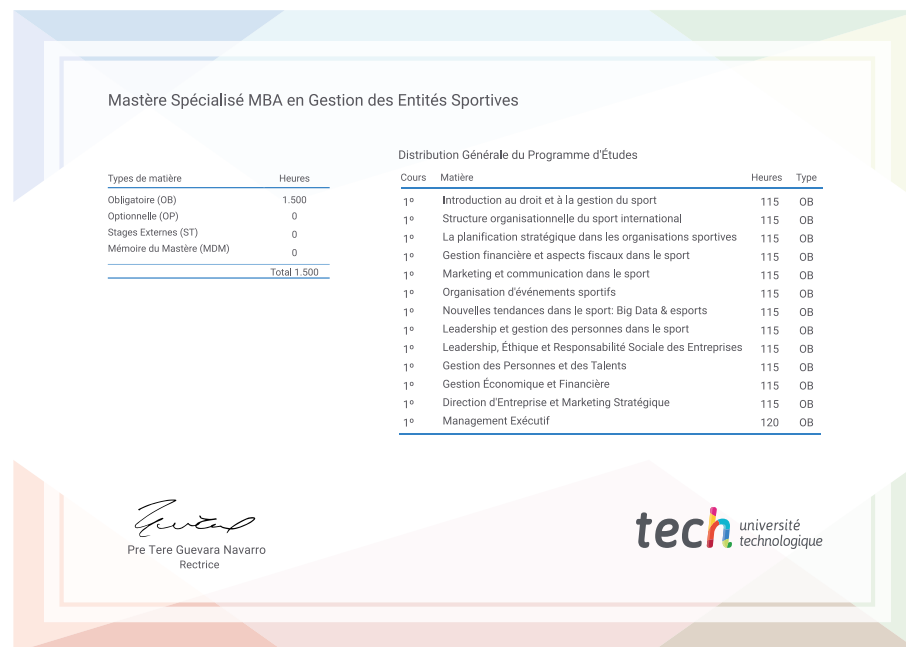 Mastère Spécialisé MBA en Gestion des Entités Sportives
Types de matière Heures
Obligatoire (OB) 1.500
Optionnelle (OP) 0
Stages Externes (ST) 0
Mémoire du Mastère (MDM) 0
Total 1.500
Distribution Générale du Programme d'Études
Cours Matière Heures Type
1º Introduction au droit et à la gestion du sport 115 OB
1º Structure organisationnelle du sport international 115 OB
1º La planification stratégique dans les organisations sportives 115 OB
1º Gestion financière et aspects fiscaux dans le sport 115 OB
1º Marketing et communication dans le sport 115 OB
1º Organisation d'événements sportifs 115 OB
1º Nouvelles tendances dans le sport: Big Data & esports 115 OB
1º Leadership et gestion des personnes dans le sport 115 OB
1º Leadership, Éthique et Responsabilité Sociale des Entreprises 115 OB
1º Gestion des Personnes et des Talents 115 OB
1º Gestion Économique et Financière 115 OB
1º Direction d'Entreprise et Marketing Stratégique 115 OB
1º Management Exécutif 120 OB
Pre Tere Guevara Navarro
Rectrice
tech université
technologique